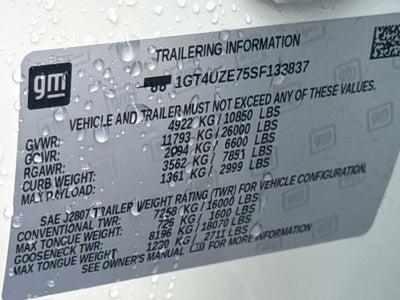 TRAILERING INFORMATION
gm
1GT4UZE75SF133837
VEHICLE AND TRAILER MUST NOT EXCEED ANY OF THESE WEIGHTS
GVWR: 4922 KG / 10850 LBS
GCWR: 11793 KG / 26000 LBS
RGAWR: 2994 KG / 6600 LBS
CURB WEIGHT: 3562 KG / 7851 LBS
MAX PAYLOAD: 1361 KG / 2999 LBS
SAE J2807 TRAILER WEIGHT RATING (TWR) FOR VEHICLE CONFIGURATION.
CONVENTIONAL TWR: 7258 KG / 16000 LBS
MAX TONGUE WEIGHT: 726 KG / 1600 LBS
GOOSENECK TWR: 8196 KG / 18070 LBS
MAX TONGUE WEIGHT: 1230 KG / 2711 LBS
SEE OWNER'S MANUAL FOR MORE INFORMATION